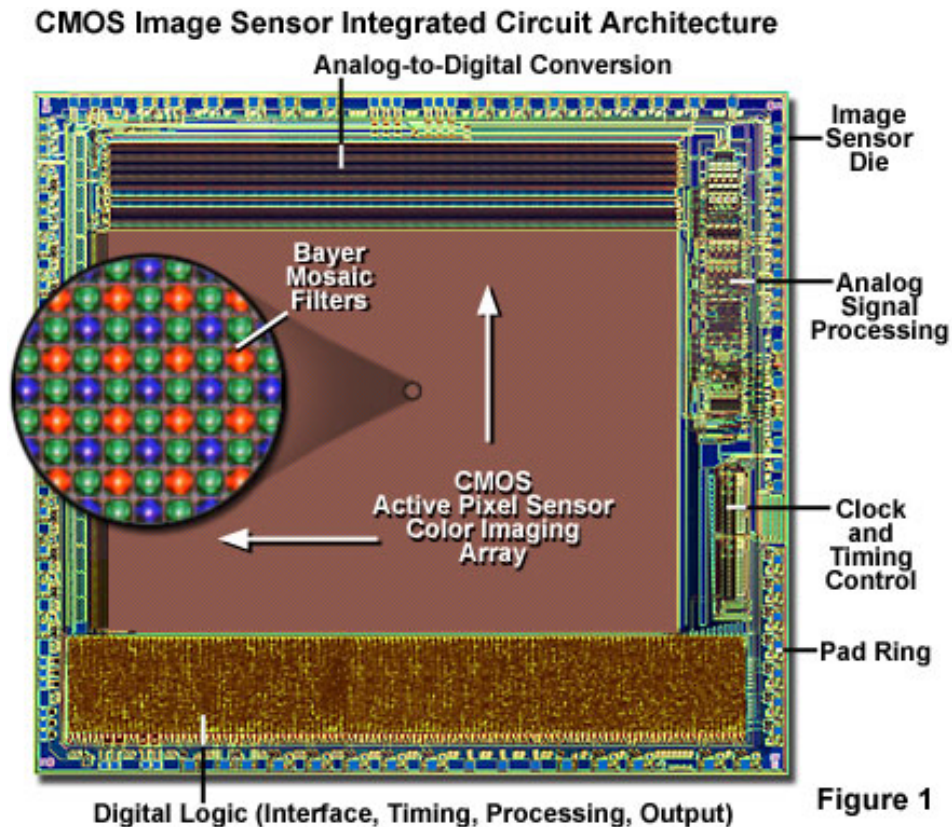 CMOS Image Sensor Integrated Circuit Architecture
Analog-to-Digital Conversion
Image
Sensor
Die
Bayer
Mosaic
Filters
Analog
Signal
Processing
CMOS
Active Pixel Sensor
Color Imaging
Array
Clock
and
Timing
Control
Pad Ring
Digital Logic (Interface, Timing, Processing, Output)
Figure 1